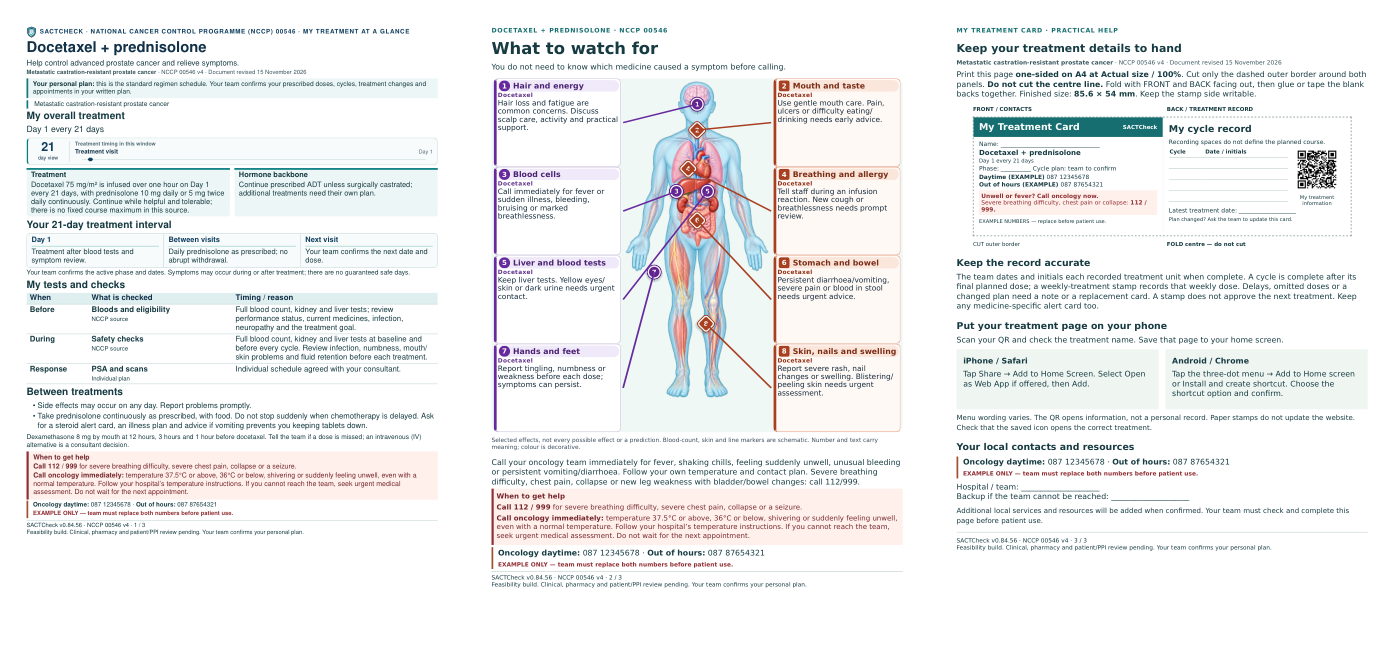 SACTCHECK · NATIONAL CANCER CONTROL PROGRAMME (NCCP) 00546 · MY TREATMENT AT A GLANCE
Docetaxel + prednisolone
Help control advanced prostate cancer and relieve symptoms.
Metastatic castration-resistant prostate cancer · NCCP 00546 v4 · Document revised 15 November 2026
Your personal plan: this is the standard regimen schedule. Your team confirms your prescribed doses, cycles, treatment changes and
appointments in your written plan.
Metastatic castration-resistant prostate cancer
My overall treatment
Day 1 every 21 days
21
day view
Treatment timing in this window
Treatment visit
Day 1
Treatment
Docetaxel 75 mg/m² is infused over one hour on Day 1
every 21 days, with prednisolone 10 mg daily or 5 mg twice
daily continuously. Continue while helpful and tolerable;
there is no fixed course maximum in this source.
Hormone backbone
Continue prescribed ADT unless surgically castrated;
additional treatments need their own plan.
Your 21-day treatment interval
Day 1
Treatment after blood tests and
symptom review.
Between visits
Daily prednisolone as prescribed; no
abrupt withdrawal.
Next visit
Your team confirms the next date and
dose.
Your team confirms the active phase and dates. Symptoms may occur during or after treatment; there are no guaranteed safe days.
My tests and checks
When What is checked Timing / reason
Before Bloods and eligibility
NCCP source
Full blood count, kidney and liver tests; review
performance status, current medicines, infection,
neuropathy and the treatment goal.
During Safety checks
NCCP source
Full blood count, kidney and liver tests at baseline and
before every cycle. Review infection, numbness, mouth/
skin problems and fluid retention before each treatment.
Response PSA and scans
Individual plan
Individual schedule agreed with your consultant.
Between treatments
• Side effects may occur on any day. Report problems promptly.
• Take prednisolone continuously as prescribed, with food. Do not stop suddenly when chemotherapy is delayed. Ask
for a steroid alert card, an illness plan and advice if vomiting prevents you keeping tablets down.
Dexamethasone 8 mg by mouth at 12 hours, 3 hours and 1 hour before docetaxel. Tell the team if a dose is missed; an intravenous (IV)
alternative is a consultant decision.
When to get help
Call 112 / 999 for severe breathing difficulty, severe chest pain, collapse or a seizure.
Call oncology immediately: temperature 37.5°C or above, 36°C or below, shivering or suddenly feeling unwell, even with a
normal temperature. Follow your hospital's temperature instructions. If you cannot reach the team, seek urgent medical
assessment. Do not wait for the next appointment.
Oncology daytime: 087 12345678 · Out of hours: 087 87654321
EXAMPLE ONLY — team must replace both numbers before patient use.
SACTCheck v0.84.56 · NCCP 00546 v4 · 1 / 3
Feasibility build. Clinical, pharmacy and patient/PPI review pending. Your team confirms your personal plan.
DOCETAXEL + PREDNISOLONE · NCCP 00546
What to watch for
You do not need to know which medicine caused a symptom before calling.
1 Hair and energy
Docetaxel
Hair loss and fatigue are
common concerns. Discuss
scalp care, activity and practical
support.
2 Mouth and taste
Docetaxel
Use gentle mouth care. Pain,
ulcers or difficulty eating/
drinking needs early advice.
3 Blood cells
Docetaxel
Call immediately for fever or
sudden illness, bleeding,
bruising or marked
breathlessness.
4 Breathing and allergy
Docetaxel
Tell staff during an infusion
reaction. New cough or
breathlessness needs prompt
review.
5 Liver and blood tests
Docetaxel
Keep liver tests. Yellow eyes/
skin or dark urine needs urgent
contact.
6 Stomach and bowel
Docetaxel
Persistent diarrhoea/vomiting,
severe pain or blood in stool
needs urgent advice.
7 Hands and feet
Docetaxel
Report tingling, numbness or
weakness before each dose;
symptoms can persist.
8 Skin, nails and swelling
Docetaxel
Report severe rash, nail
changes or swelling. Blistering/
peeling skin needs urgent
assessment.
1
2
4
3
5
6
7
8
Selected effects, not every possible effect or a prediction. Blood-count, skin and line markers are schematic. Number and text carry
meaning; colour is decorative.
Call your oncology team immediately for fever, shaking chills, feeling suddenly unwell, unusual bleeding
or persistent vomiting/diarrhoea. Follow your own temperature and contact plan. Severe breathing
difficulty, chest pain, collapse or new leg weakness with bladder/bowel changes: call 112/999.
When to get help
Call 112 / 999 for severe breathing difficulty, severe chest pain, collapse or a seizure.
Call oncology immediately: temperature 37.5°C or above, 36°C or below, shivering or suddenly feeling unwell,
even with a normal temperature. Follow your hospital's temperature instructions. If you cannot reach the team,
seek urgent medical assessment. Do not wait for the next appointment.
Oncology daytime: 087 12345678 · Out of hours: 087 87654321
EXAMPLE ONLY — team must replace both numbers before patient use.
SACTCheck v0.84.56 · NCCP 00546 v4 · 2 / 3
Feasibility build. Clinical, pharmacy and patient/PPI review pending. Your team confirms your personal plan.
MY TREATMENT CARD · PRACTICAL HELP
Keep your treatment details to hand
Metastatic castration-resistant prostate cancer · NCCP 00546 v4 · Document revised 15 November 2026
Print this page one-sided on A4 at Actual size / 100%. Cut only the dashed outer border around both
panels. Do not cut the centre line. Fold with FRONT and BACK facing out, then glue or tape the blank
backs together. Finished size: 85.6 × 54 mm. Keep the stamp side writable.
FRONT / CONTACTS
BACK / TREATMENT RECORD
My Treatment Card SACTCheck
Name: ____________________
Docetaxel + prednisolone
Day 1 every 21 days
Phase: __________ Cycle plan: team to confirm
Daytime (EXAMPLE) 087 12345678
Out of hours (EXAMPLE) 087 87654321
Unwell or fever? Call oncology now.
Severe breathing difficulty, chest pain or collapse: 112 /
999.
EXAMPLE NUMBERS — replace before patient use.
My cycle record
Recording spaces do not define the planned course.
Cycle Date / initials
My treatment
information
Latest treatment date: ________________
Plan changed? Ask the team to update this card.
CUT outer border
FOLD centre — do not cut
Keep the record accurate
The team dates and initials each recorded treatment unit when complete. A cycle is complete after its
final planned dose; a weekly-treatment stamp records that weekly dose. Delays, omitted doses or a
changed plan need a note or a replacement card. A stamp does not approve the next treatment. Keep
any medicine-specific alert card too.
Put your treatment page on your phone
Scan your QR and check the treatment name. Save that page to your home screen.
iPhone / Safari
Tap Share → Add to Home Screen. Select Open
as Web App if offered, then Add.
Android / Chrome
Tap the three-dot menu → Add to Home screen
or Install and create shortcut. Choose the
shortcut option and confirm.
Menu wording varies. The QR opens information, not a personal record. Paper stamps do not update the website.
Check that the saved icon opens the correct treatment.
Your local contacts and resources
Oncology daytime: 087 12345678 · Out of hours: 087 87654321
EXAMPLE ONLY — team must replace both numbers before patient use.
Hospital / team: ____________________
Backup if the team cannot be reached: ____________________
Additional local services and resources will be added when confirmed. Your team must check and complete this
page before patient use.
SACTCheck v0.84.56 · NCCP 00546 v4 · 3 / 3
Feasibility build. Clinical, pharmacy and patient/PPI review pending. Your team confirms your personal plan.